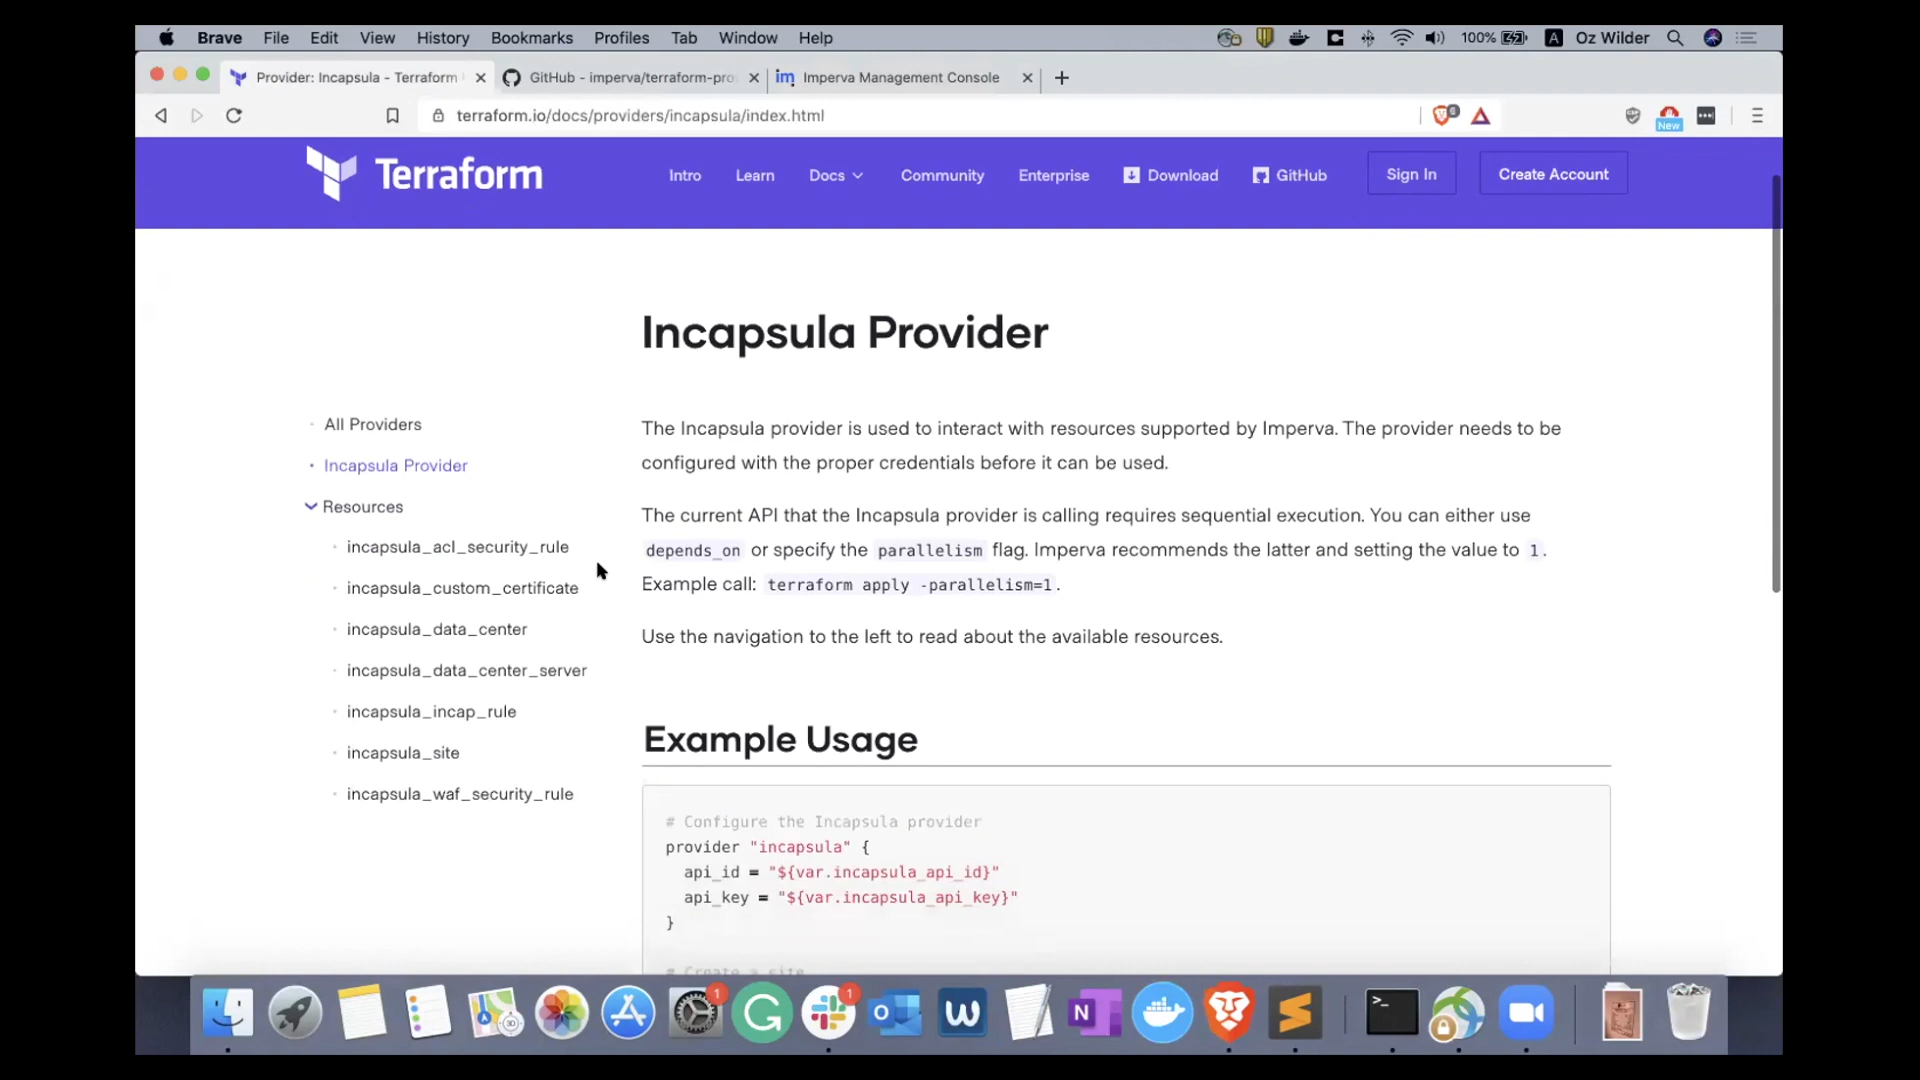 Brave File Edit View History Bookmarks Profiles Tab Window Help 100% A Oz Wilder
Provider: Incapsula - Terraform GitHub - imperva/terraform-pro im Imperva Management Console
terraform.io/docs/providers/incapsula/index.html New
Terraform Intro Learn Docs Community Enterprise Download GitHub Sign In Create Account
Incapsula Provider
All Providers
Incapsula Provider
Resources
incapsula_acl_security_rule
incapsula_custom_certificate
incapsula_data_center
incapsula_data_center_server
incapsula_incap_rule
incapsula_site
incapsula_waf_security_rule
The Incapsula provider is used to interact with resources supported by Imperva. The provider needs to be
configured with the proper credentials before it can be used.
The current API that the Incapsula provider is calling requires sequential execution. You can either use
depends_on or specify the parallelism flag. Imperva recommends the latter and setting the value to 1.
Example call: terraform apply -parallelism=1.
Use the navigation to the left to read about the available resources.
Example Usage
# Configure the Incapsula provider
provider "incapsula" {
api_id = "${var.incapsula_api_id}"
api_key = "${var.incapsula_api_key}"
}
# Create a site
1 1